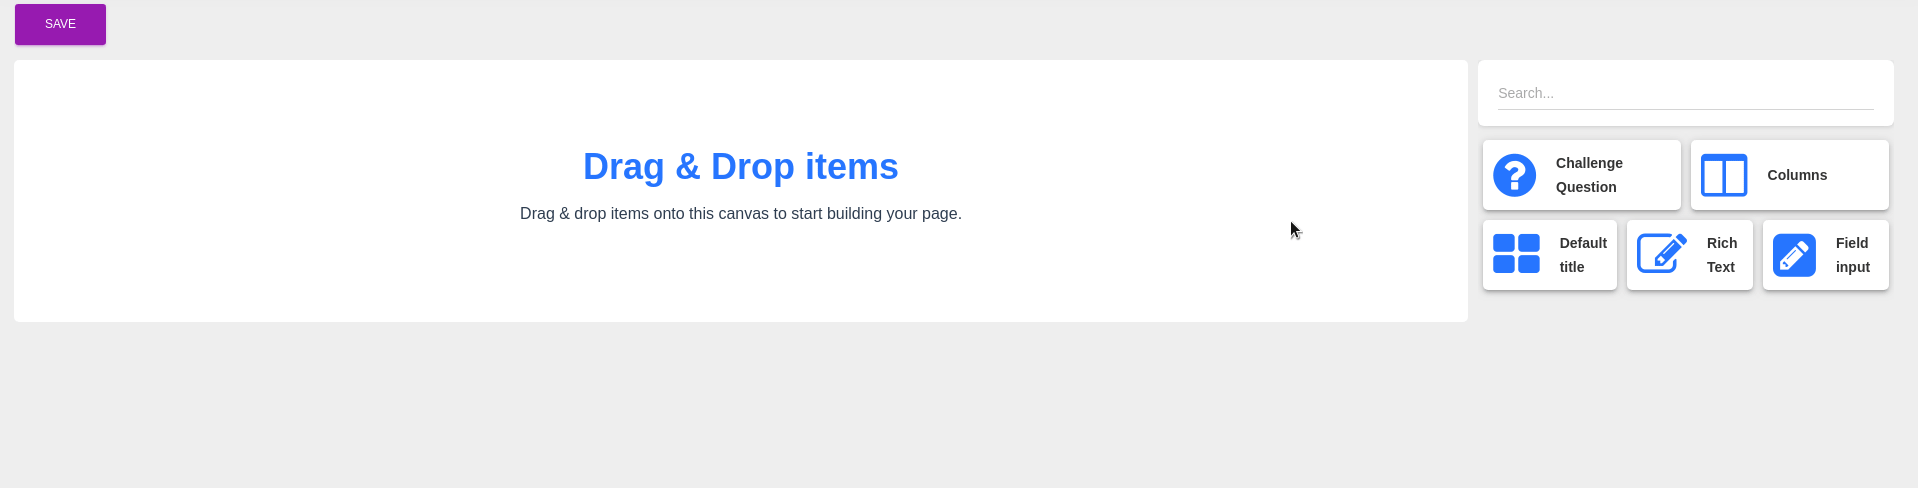 SAVE
Drag & Drop items
Drag & drop items onto this canvas to start building your page.
Search...
Challenge
Question
Columns
Default
title
Rich
Text
Field
input